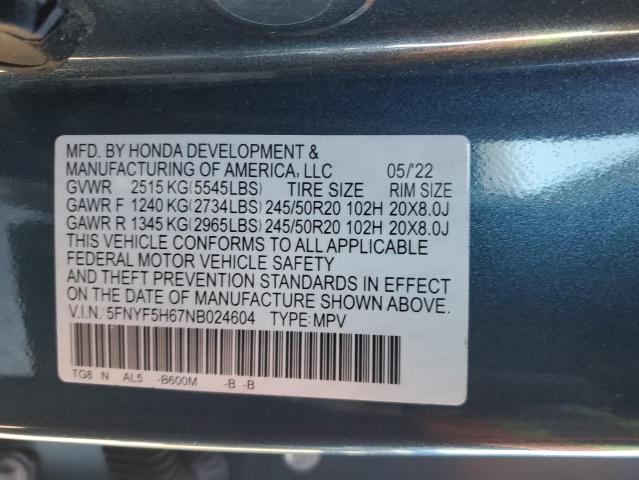 MFD. BY HONDA DEVELOPMENT &
MANUFACTURING OF AMERICA, LLC 05/'22
GVWR 2515 KG(5545LBS) TIRE SIZE RIM SIZE
GAWR F 1240 KG(2734LBS) 245/50R20 102H 20X8.0J
GAWR R 1345 KG(2965LBS) 245/50R20 102H 20X8.0J
THIS VEHICLE CONFORMS TO ALL APPLICABLE
FEDERAL MOTOR VEHICLE SAFETY
AND THEFT PREVENTION STANDARDS IN EFFECT
ON THE DATE OF MANUFACTURE SHOWN ABOVE.
V.I.N.:5FNYF5H67NB024604 TYPE:MPV
TG8 N AL5 -B600M -B -B